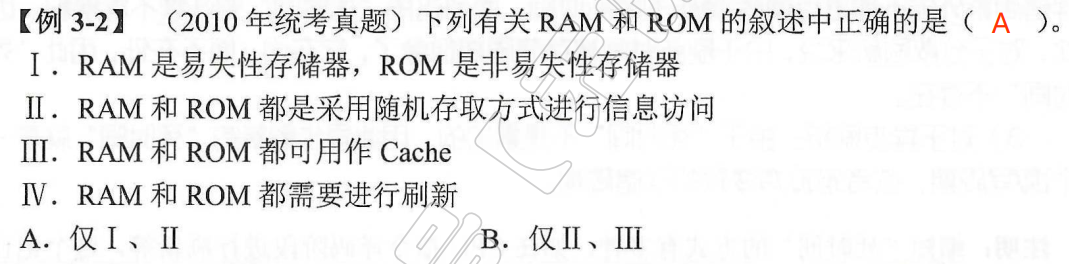 【例 3-2】 （2010 年统考真题）下列有关 RAM 和 ROM 的叙述中正确的是（ A ）。
Ⅰ．RAM 是易失性存储器，ROM 是非易失性存储器
Ⅱ．RAM 和 ROM 都是采用随机存取方式进行信息访问
Ⅲ．RAM 和 ROM 都可用作 Cache
Ⅳ．RAM 和 ROM 都需要进行刷新
A．仅Ⅰ、Ⅱ B．仅Ⅱ、Ⅲ